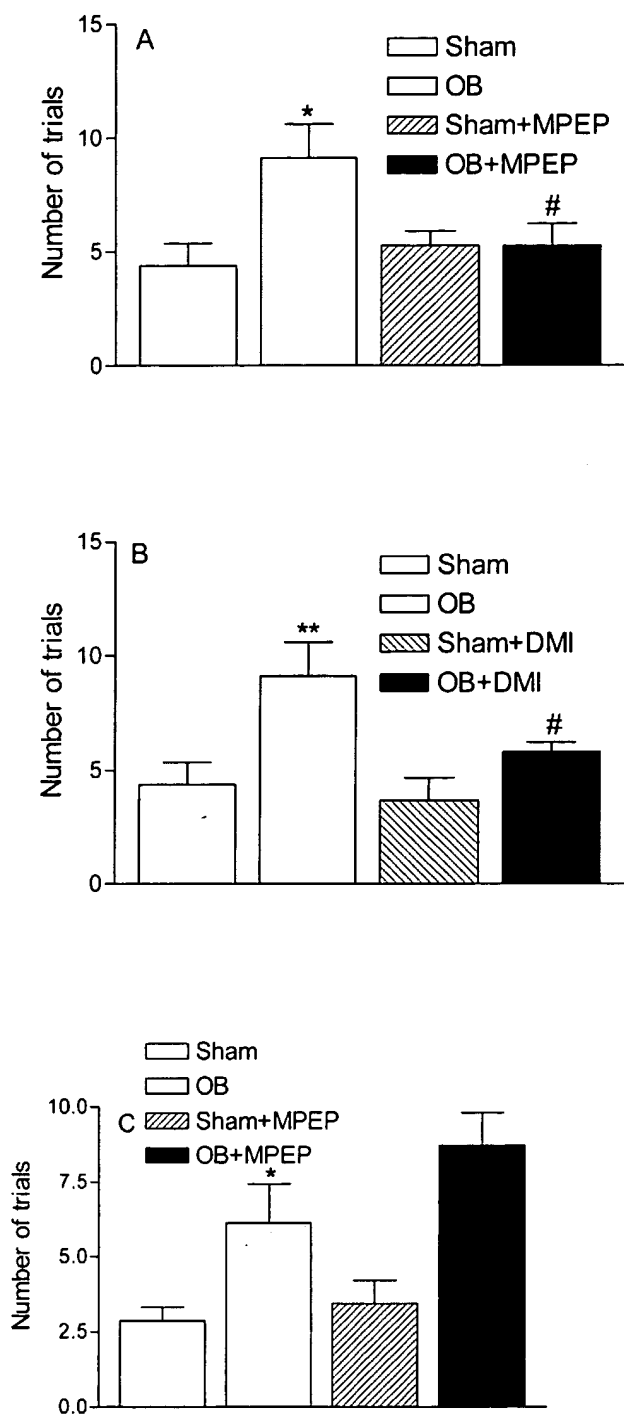 15
A
Sham
OB
Sham+MPEP
OB+MPEP
*
#
10
5
0
Number of trials
15
B
Sham
OB
Sham+DMI
OB+DMI
**
#
10
5
0
Number of trials
Sham
OB
Sham+MPEP
OB+MPEP
10.0
C
*
7.5
5.0
2.5
0.0
Number of trials